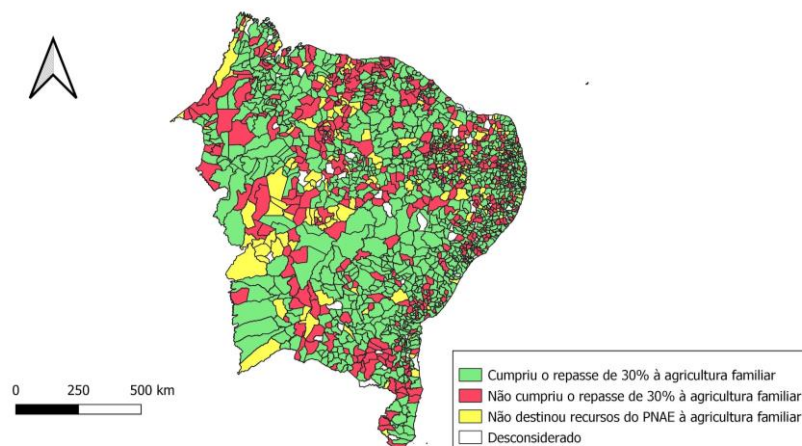 0 250 500 km
Cumpriu o repasse de 30% à agricultura familiar
Não cumpriu o repasse de 30% à agricultura familiar
Não destinou recursos do PNAE à agricultura familiar
Desconsiderado